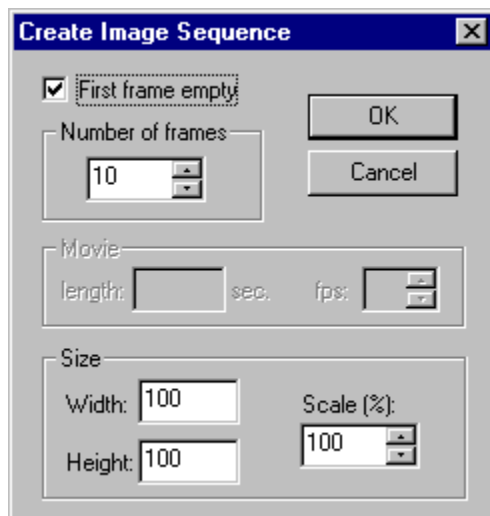 Create Image Sequence
First frame empty
OK
Number of frames
10
Cancel
Movie
length: sec. fps:
Size
Width: 100
Scale (%):
Height: 100
100